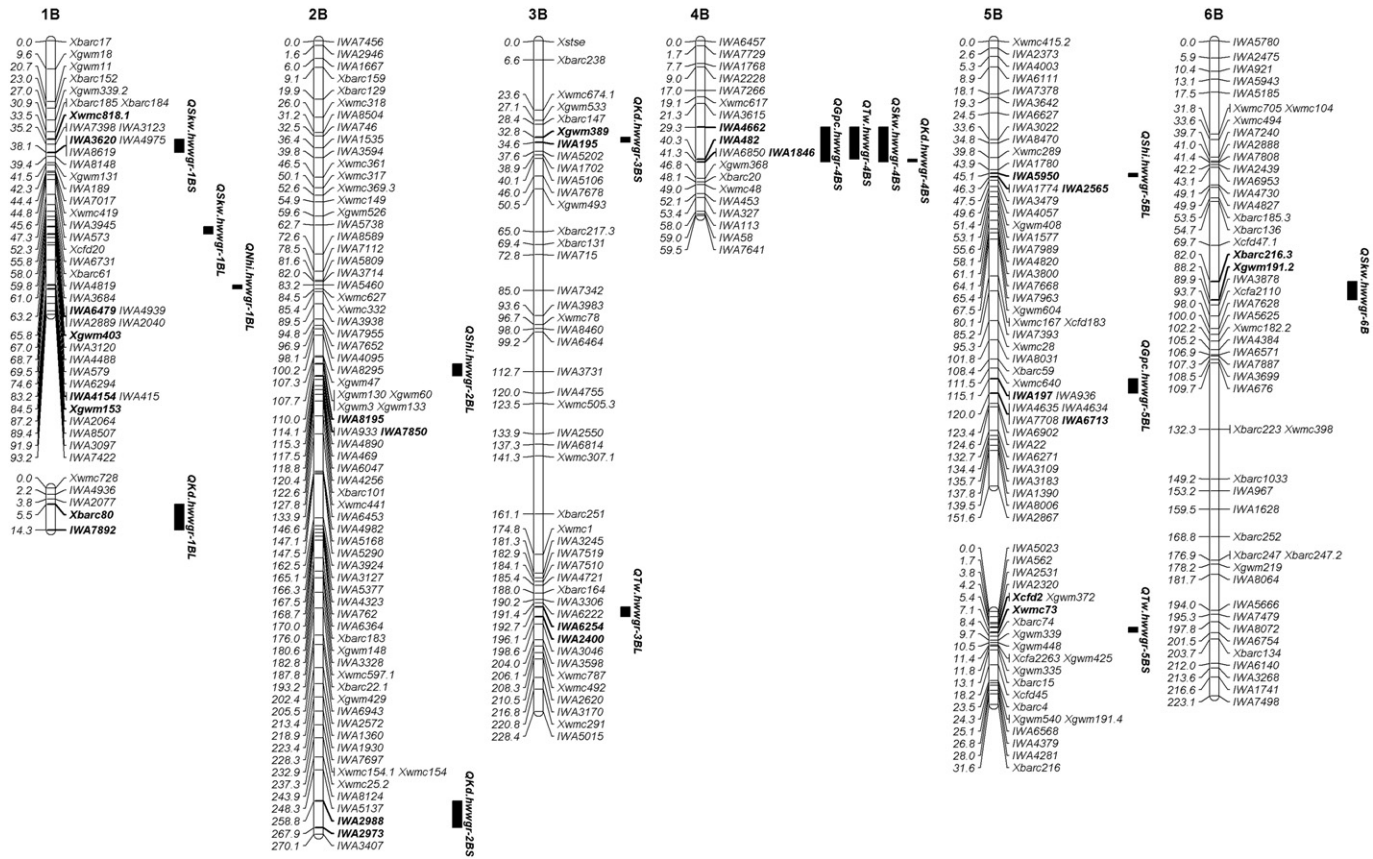 1B
0.0 Xbarc17
9.6 Xgwm18
20.7 Xgwm11
23.0 Xbarc152
27.0 Xgwm339.2
30.9 Xbarc185 Xbarc184
33.5 Xwmc818.1
35.2 IWA7398 IWA3123
38.1 IWA3620 IWA4975
IWA8619
39.4 IWA8148
41.5 Xgwm131
42.3 IWA189
44.4 IWA7017
44.8 Xwmc419
45.6 IWA3945
47.3 IWA573
52.3 Xcfd20
55.8 IWA6731
58.0 Xbarc61
59.8 IWA4819
61.0 IWA3684
63.2 IWA6479 IWA4939
IWA2889 IWA2040
65.8 Xgwm403
67.0 IWA3120
68.7 IWA4488
69.5 IWA579
74.6 IWA6294
83.2 IWA4154 IWA415
84.5 Xgwm153
87.2 IWA2064
89.4 IWA8507
91.9 IWA3097
93.2 IWA7422
QSkw.hwwgr-1BS
QSkw.hwwgr-1BL
QNhi.hwwgr-1BL
0.0 Xwmc728
2.2 IWA4936
3.8 IWA2077
5.5 Xbarc80
14.3 IWA7892
QKd.hwwgr-1BL
2B
0.0 IWA7456
1.6 IWA2946
6.0 IWA1667
9.1 Xbarc159
19.9 Xbarc129
26.0 Xwmc318
31.2 IWA8504
32.5 IWA746
36.4 IWA1535
39.8 IWA3594
46.5 Xwmc361
50.1 Xwmc317
52.6 Xwmc369.3
54.9 Xwmc149
59.6 Xgwm526
62.7 IWA5738
72.6 IWA8589
78.5 IWA7112
81.6 IWA5809
82.0 IWA3714
83.2 IWA5460
84.5 Xwmc627
85.4 Xwmc332
89.5 IWA3938
94.8 IWA7955
96.9 IWA7652
98.1 IWA4095
100.2 IWA8295
107.3 Xgwm47
107.7 Xgwm130 Xgwm60
Xgwm3 Xgwm133
110.0 IWA8195
114.1 IWA933 IWA7850
115.3 IWA4890
117.5 IWA469
118.8 IWA6047
120.4 IWA4256
122.6 Xbarc101
127.8 Xwmc441
133.9 IWA6453
146.6 IWA4982
147.1 IWA5168
147.5 IWA5290
162.5 IWA3924
165.1 IWA3127
166.3 IWA5377
167.5 IWA4323
168.7 IWA762
170.0 IWA6364
176.0 Xbarc183
180.6 Xgwm148
182.8 IWA3328
187.8 Xwmc597.1
193.2 Xbarc22.1
202.4 Xgwm429
205.5 IWA6943
213.4 IWA2572
218.9 IWA1360
223.4 IWA1930
228.3 IWA7697
232.9 Xwmc154.1 Xwmc154
237.3 Xwmc25.2
243.9 IWA8124
248.3 IWA5137
258.8 IWA2988
267.9 IWA2973
270.1 IWA3407
QShi.hwwgr-2BL
QKd.hwwgr-2BS
3B
0.0 Xstse
6.6 Xbarc238
23.6 Xwmc674.1
27.1 Xgwm533
28.4 Xbarc147
32.8 Xgwm389
34.6 IWA195
37.6 IWA5202
38.9 IWA1702
40.1 IWA5106
46.0 IWA7678
50.5 Xgwm493
65.0 Xbarc217.3
69.4 Xbarc131
72.8 IWA715
85.0 IWA7342
93.6 IWA3983
96.7 Xwmc78
98.0 IWA8460
99.2 IWA6464
112.7 IWA3731
120.0 IWA4755
123.5 Xwmc505.3
133.9 IWA2550
137.3 IWA6814
141.3 Xwmc307.1
161.1 Xbarc251
174.8 Xwmc1
181.3 IWA3245
182.9 IWA7519
184.1 IWA7510
185.4 IWA4721
188.0 Xbarc164
190.2 IWA3306
191.4 IWA6222
192.7 IWA6254
196.1 IWA2400
198.6 IWA3046
204.0 IWA3598
206.1 Xwmc787
208.3 Xwmc492
210.5 IWA2620
216.8 IWA3170
220.8 Xwmc291
228.4 IWA5015
QKd.hwwgr-3BS
QTw.hwwgr-3BL
4B
0.0 IWA6457
1.7 IWA7729
7.7 IWA1768
9.0 IWA2228
17.0 IWA7266
19.1 Xwmc617
21.3 IWA3615
29.3 IWA4662
40.3 IWA482
41.3 IWA6850 IWA1846
46.8 Xgwm368
48.1 Xbarc20
49.0 Xwmc48
52.1 IWA453
53.4 IWA327
58.0 IWA113
59.0 IWA58
59.5 IWA7641
QGpc.hwwgr-4BS
QTw.hwwgr-4BS
QSkw.hwwgr-4BS
QKd.hwwgr-4BS
5B
0.0 Xwmc415.2
2.6 IWA2373
5.3 IWA4003
8.9 IWA6111
18.1 IWA7378
19.3 IWA3642
24.6 IWA6627
33.6 IWA3022
34.8 IWA8470
39.8 Xwmc289
43.9 IWA1780
45.1 IWA5950
46.3 IWA1774 IWA2565
47.5 IWA3479
49.6 IWA4057
51.4 Xgwm408
53.1 IWA1577
55.6 IWA7989
58.1 IWA4820
61.1 IWA3800
64.1 IWA7668
65.4 IWA7963
67.5 Xgwm604
80.1 Xwmc167 Xcfd183
85.2 IWA7393
95.3 Xwmc28
101.8 IWA8031
108.4 Xbarc59
111.5 Xwmc640
115.1 IWA197 IWA936
120.0 IWA4635 IWA4634
IWA7708 IWA6713
123.4 IWA6902
124.6 IWA22
132.7 IWA6271
134.4 IWA3109
135.7 IWA3183
137.8 IWA1390
139.5 IWA8006
151.6 IWA2867
QShi.hwwgr-5BL
QGpc.hwwgr-5BL
0.0 IWA5023
1.7 IWA562
3.8 IWA2531
4.2 IWA2320
5.4 Xcfd2 Xgwm372
7.1 Xwmc73
8.4 Xbarc74
9.7 Xgwm339
10.5 Xgwm448
11.4 Xcfa2263 Xgwm425
11.8 Xgwm335
13.1 Xbarc15
18.2 Xcfd45
23.5 Xbarc4
24.3 Xgwm540 Xgwm191.4
25.1 IWA6568
26.8 IWA4379
28.0 IWA4281
31.6 Xbarc216
QTw.hwwgr-5BS
6B
0.0 IWA5780
5.9 IWA2475
10.4 IWA921
13.1 IWA5943
17.5 IWA5185
31.8 Xwmc705 Xwmc104
33.6 Xwmc494
39.7 IWA7240
41.0 IWA2888
41.4 IWA7808
42.2 IWA2439
43.1 IWA6953
49.1 IWA4730
49.9 IWA4827
53.5 Xbarc185.3
54.7 Xbarc136
69.7 Xcfd47.1
82.0 Xbarc216.3
88.2 Xgwm191.2
89.9 IWA3878
93.7 Xcfa2110
98.0 IWA7628
100.0 IWA5625
102.2 Xwmc182.2
105.2 IWA4384
106.9 IWA6571
107.3 IWA7887
108.5 IWA3699
109.7 IWA676
132.3 Xbarc223 Xwmc398
149.2 Xbarc1033
153.2 IWA967
159.5 IWA1628
168.8 Xbarc252
176.9 Xbarc247 Xbarc247.2
178.2 Xgwm219
181.7 IWA8064
194.0 IWA5666
195.3 IWA7479
197.8 IWA8072
201.5 IWA6754
203.7 Xbarc134
212.0 IWA6140
213.6 IWA3268
216.6 IWA1741
223.1 IWA7498
QSkw.hwwgr-6B